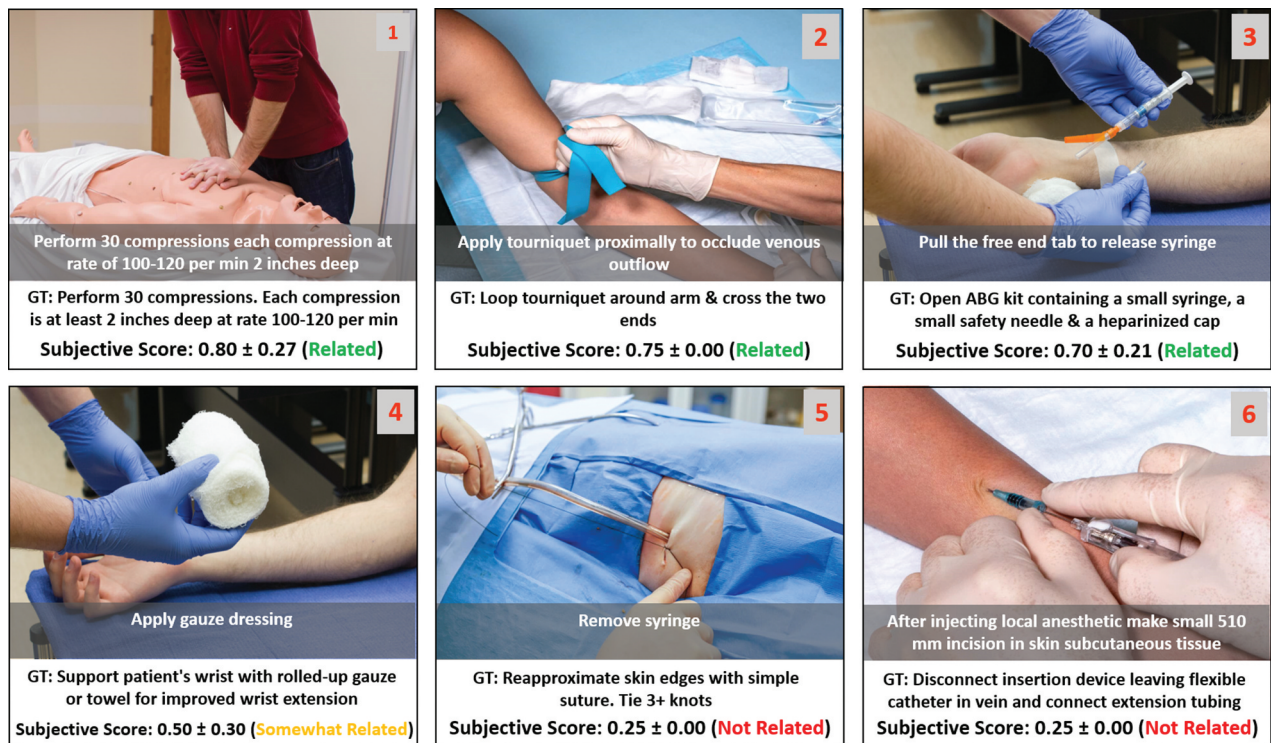 1
Perform 30 compressions each compression at
rate of 100-120 per min 2 inches deep
GT: Perform 30 compressions. Each compression
is at least 2 inches deep at rate 100-120 per min
Subjective Score: 0.80 ± 0.27 (Related)
2
Apply tourniquet proximally to occlude venous
outflow
GT: Loop tourniquet around arm & cross the two
ends
Subjective Score: 0.75 ± 0.00 (Related)
3
Pull the free end tab to release syringe
GT: Open ABG kit containing a small syringe, a
small safety needle & a heparinized cap
Subjective Score: 0.70 ± 0.21 (Related)
4
Apply gauze dressing
GT: Support patient's wrist with rolled-up gauze
or towel for improved wrist extension
Subjective Score: 0.50 ± 0.30 (Somewhat Related)
5
Remove syringe
GT: Reapproximate skin edges with simple
suture. Tie 3+ knots
Subjective Score: 0.25 ± 0.00 (Not Related)
6
After injecting local anesthetic make small 510
mm incision in skin subcutaneous tissue
GT: Disconnect insertion device leaving flexible
catheter in vein and connect extension tubing
Subjective Score: 0.25 ± 0.00 (Not Related)